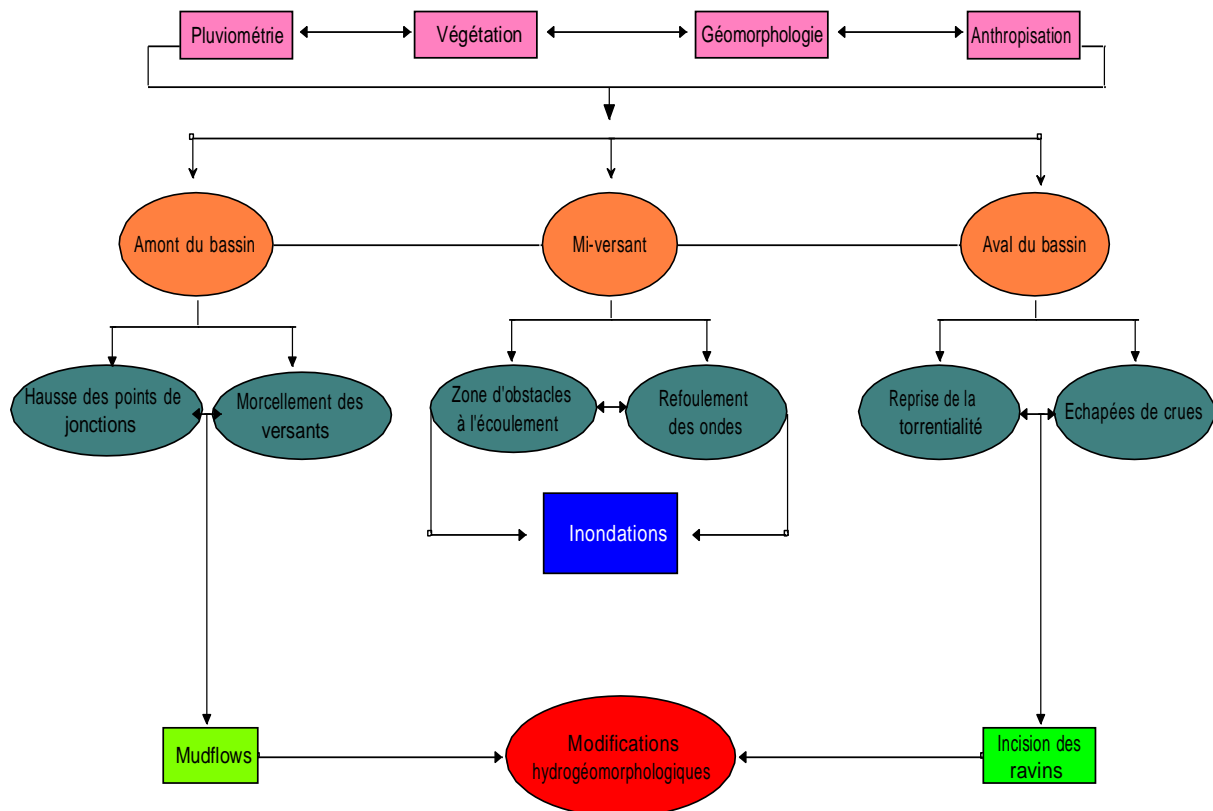 Pluviométrie
Végétation
Géomorphologie
Anthropisation
Amont du bassin
Mi-versant
Aval du bassin
Hausse des points de
jonctions
Morcellement des
versants
Zone d'obstacles
à l'écoulement
Refoulement
des ondes
Reprise de la
torrentialité
Echapées de crues
Inondations
Mudflows
Modifications
hydrogéomorphologiques
Incision des
ravins